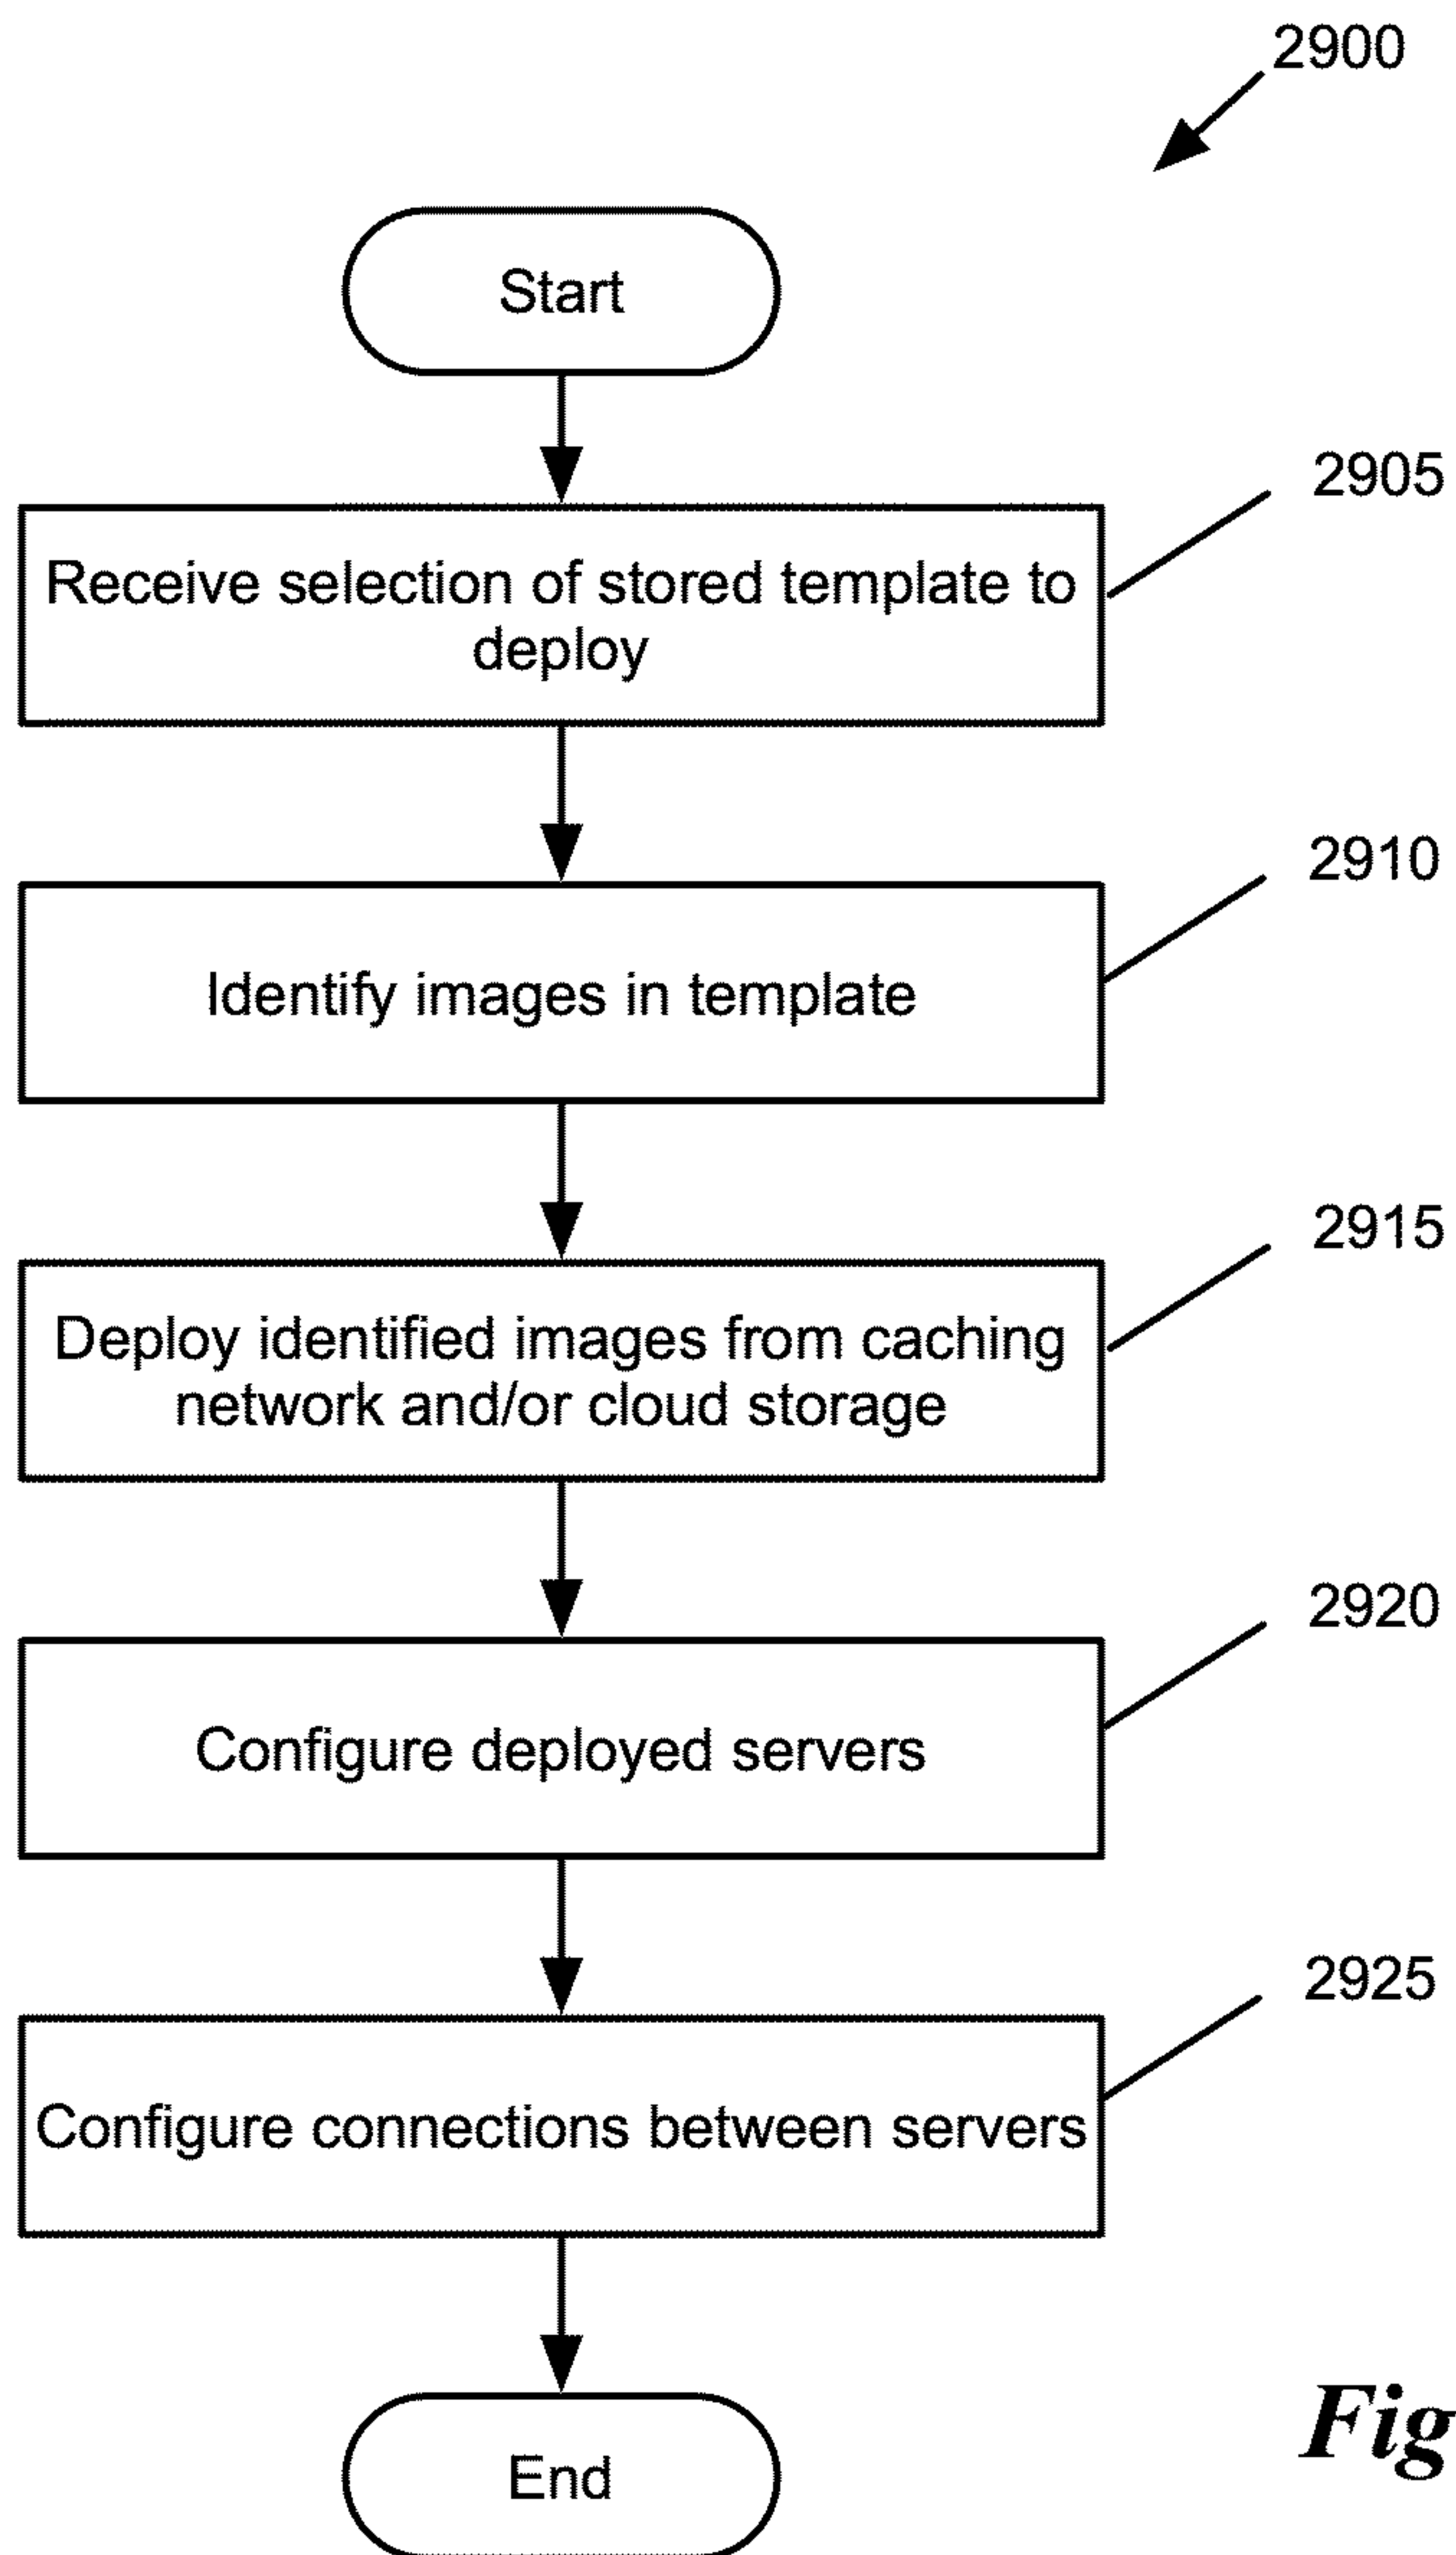 2900
Start
2905
Receive selection of stored template to
deploy
2910
Identify images in template
2915
Deploy identified images from caching
network and/or cloud storage
2920
Configure deployed servers
2925
Configure connections between servers
End
Fig